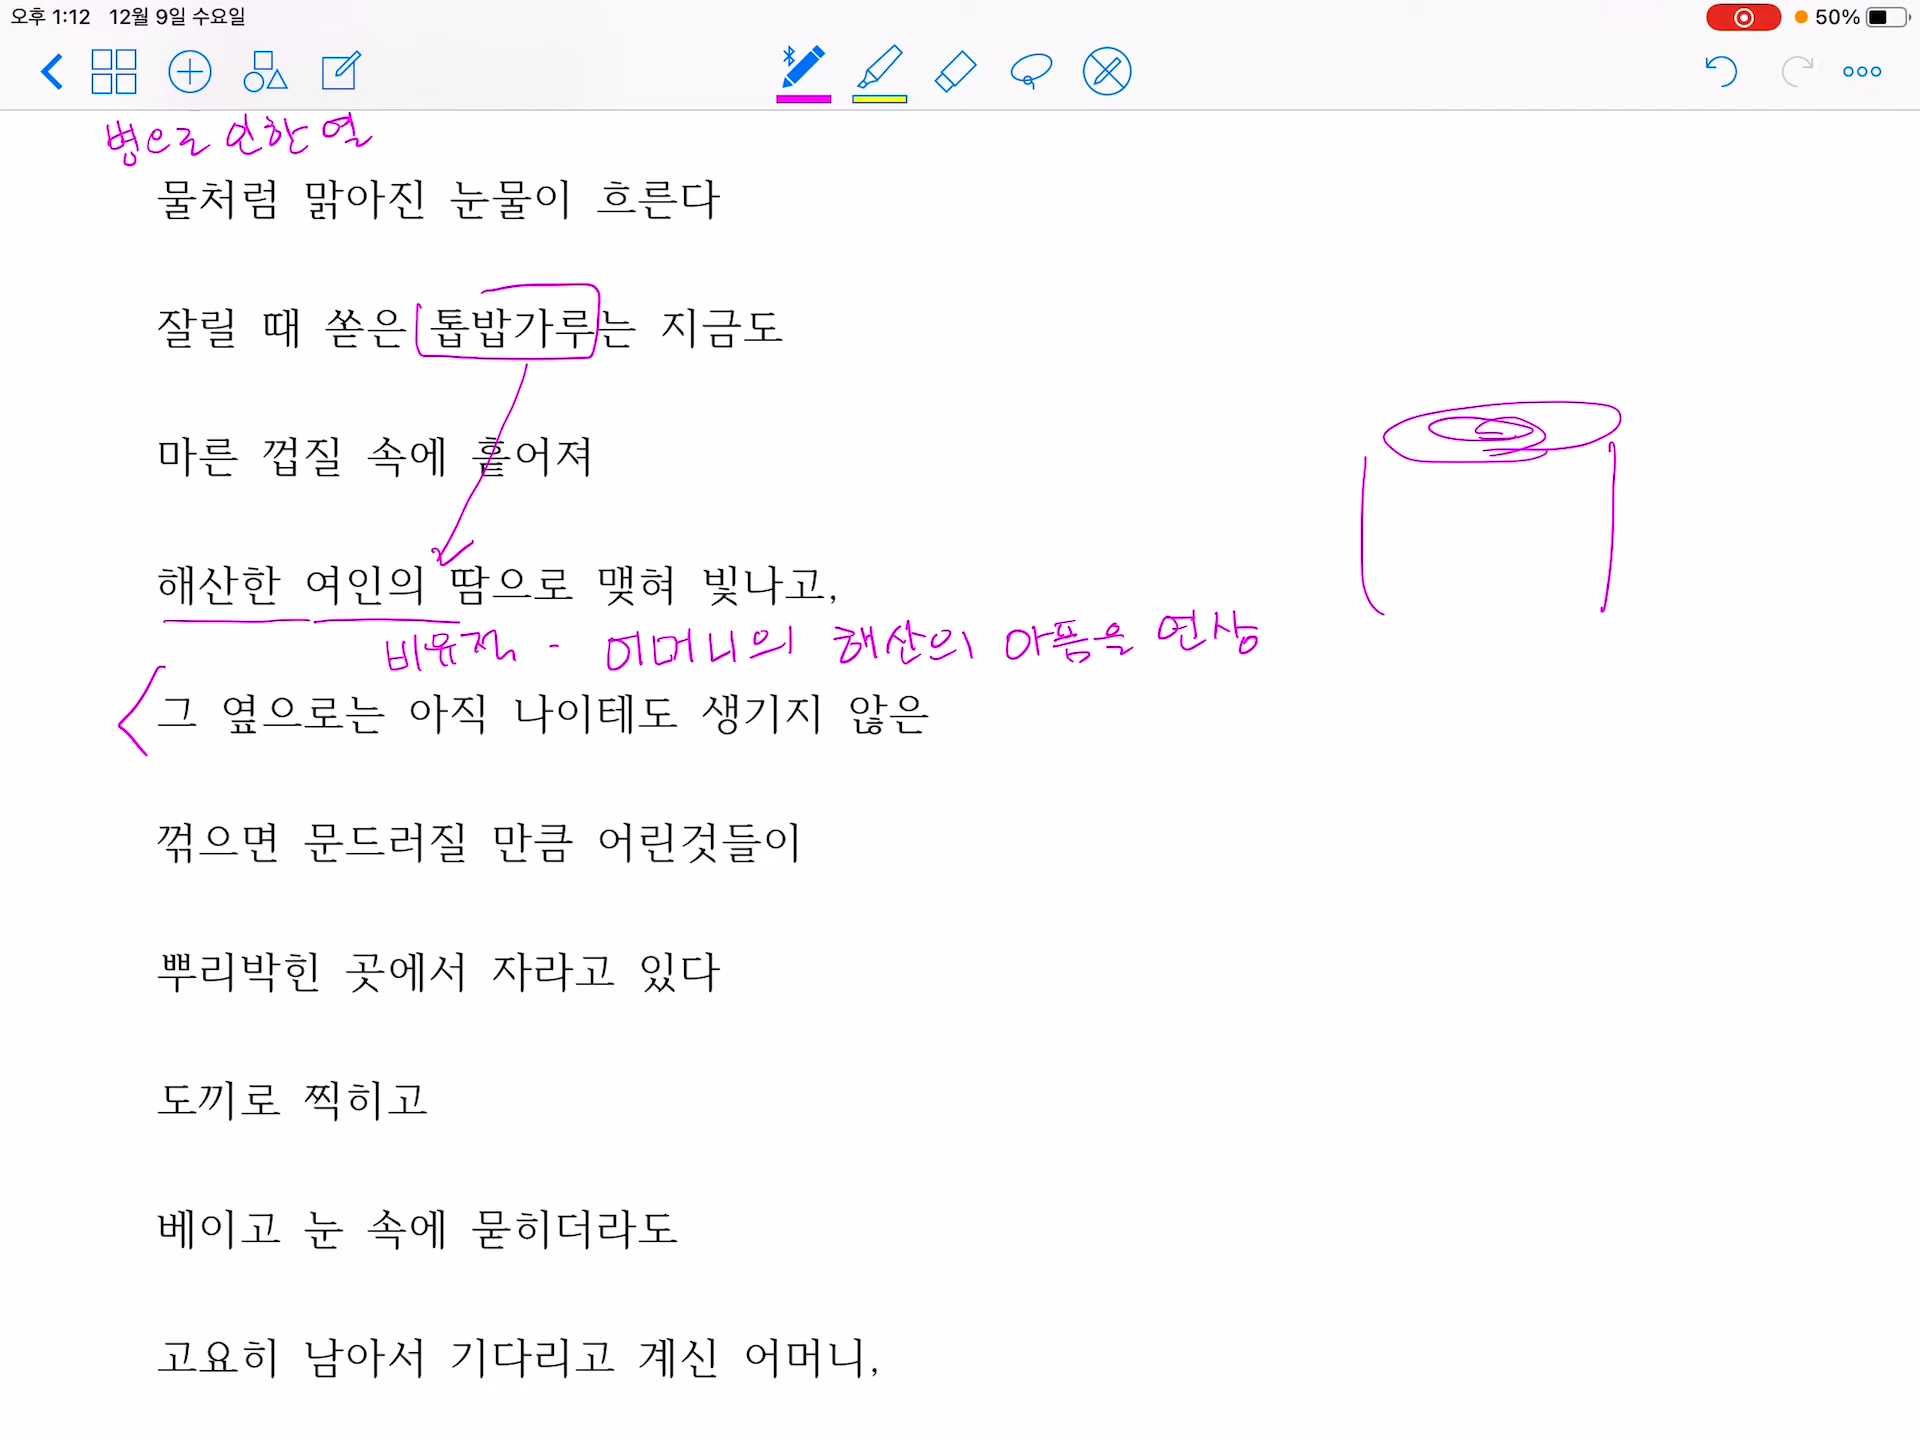 오후 1:12 12월 9일 수요일
50%
병으로 인한 열
물처럼 맑아진 눈물이 흐른다
잘릴 때 쏟은 톱밥가루는 지금도
마른 껍질 속에 흩어져
해산한 여인의 땀으로 맺혀 빛나고,
비유적 - 어머니의 해산의 아픔을 연상
그 옆으로는 아직 나이테도 생기지 않은
꺾으면 문드러질 만큼 어린것들이
뿌리박힌 곳에서 자라고 있다
도끼로 찍히고
베이고 눈 속에 묻히더라도
고요히 남아서 기다리고 계신 어머니,